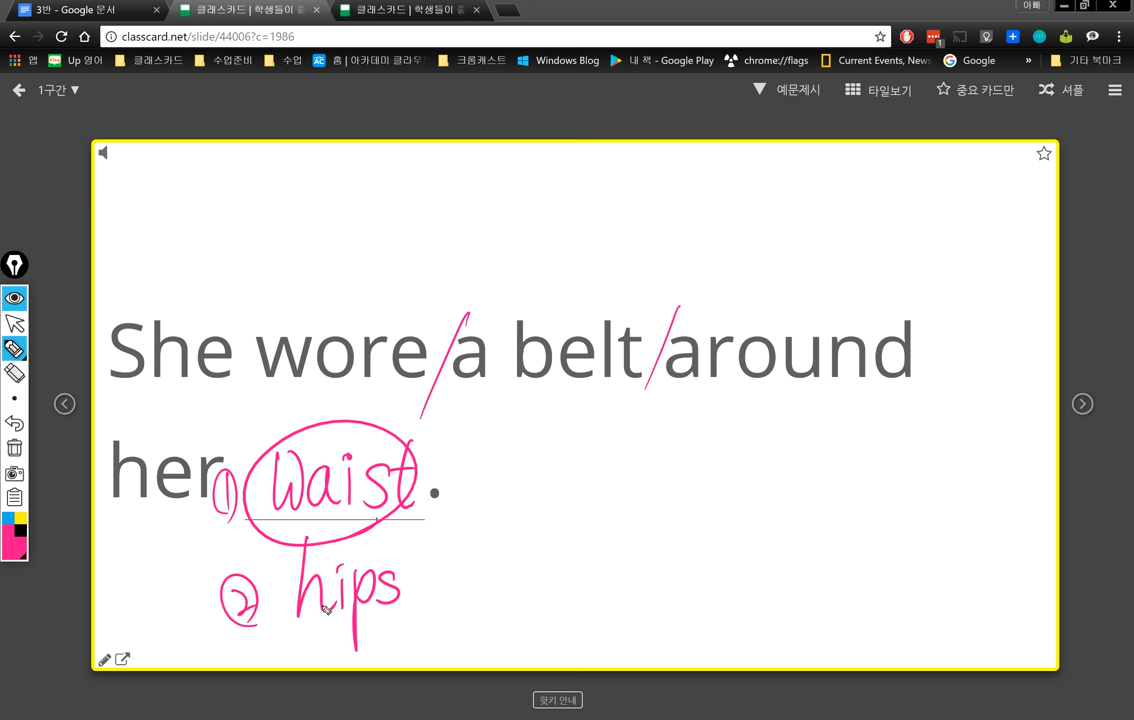 3반 - Google 문서
클래스카드 | 학생들이 좋
클래스카드 | 학생들이 좋
아빠
classcard.net/slide/44006?c=1986
앱 Up 영어 클래스카드 수업준비 수업 홈 | 아카데미 클라우 크롬캐스트 Windows Blog 내 책 - Google Play chrome://flags Current Events, News Google » 기타 북마크
1구간 ▼ ▼ 예문제시 타일보기 중요 카드만 셔플
She wore / a belt / around
her ① Waist .
② hips
핫키 안내